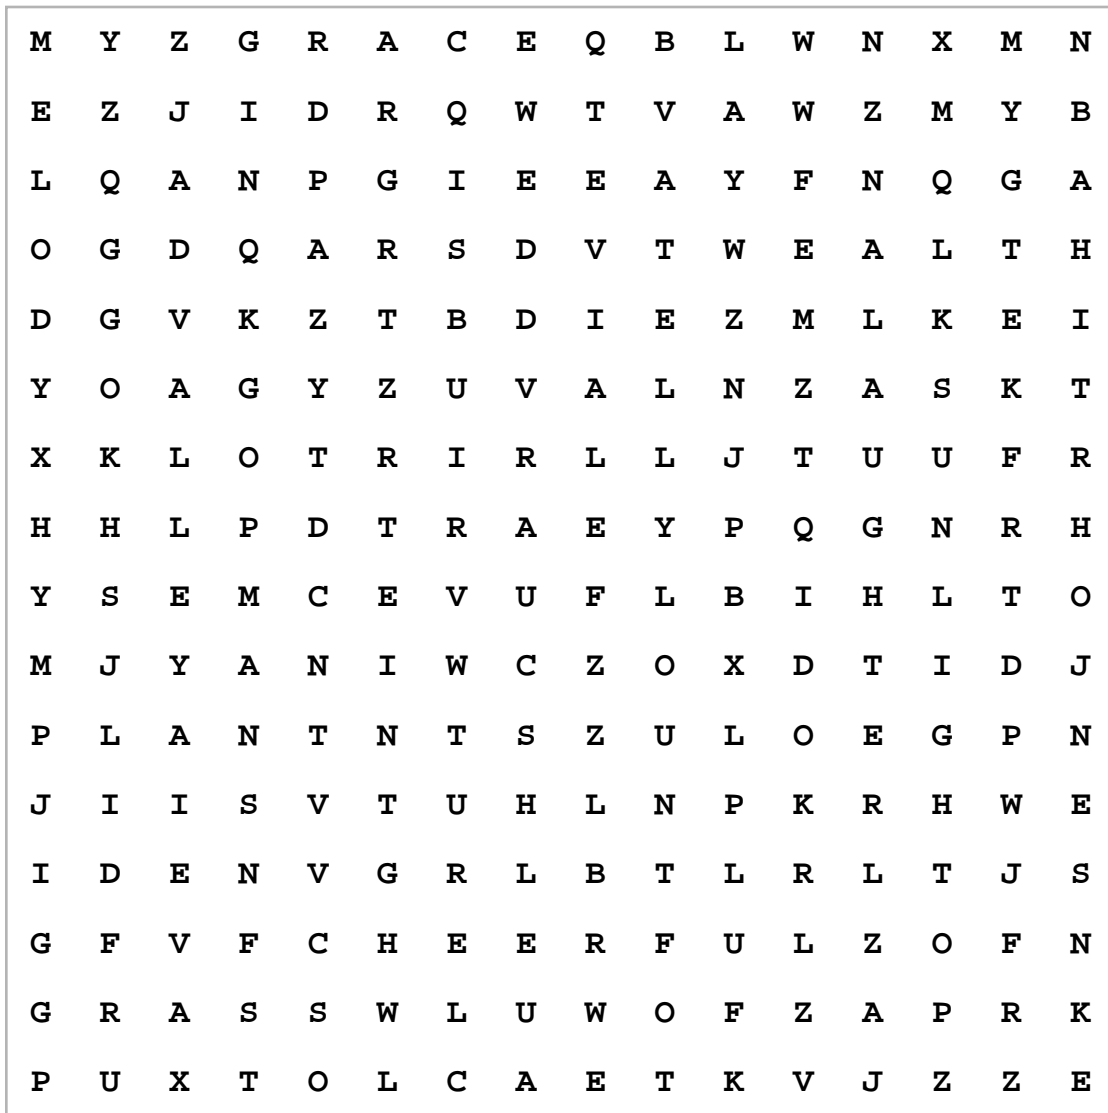 M Y Z G R A C E Q B L W N X M N
E Z J I D R Q W T V A W Z M Y B
L Q A N P G I E E A Y F N Q G A
O G D Q A R S D V T W E A L T H
D G V K Z T B D I E Z M L K E I
Y O A G Y Z U V A L N Z A S K T
X K L O T R I R L L J T U U F R
H H L P D T R A E Y P Q G N R H
Y S E M C E V U F L B I H L T O
M J Y A N I W C Z O X D T I D J
P L A N T N T S Z U L O E G P N
J I I S V T U H L N P K R H W E
I D E N V G R L B T L R L T J S
G F V F C H E E R F U L Z O F N
G R A S S W L U W O F Z A P R K
P U X T O L C A E T K V J Z Z E